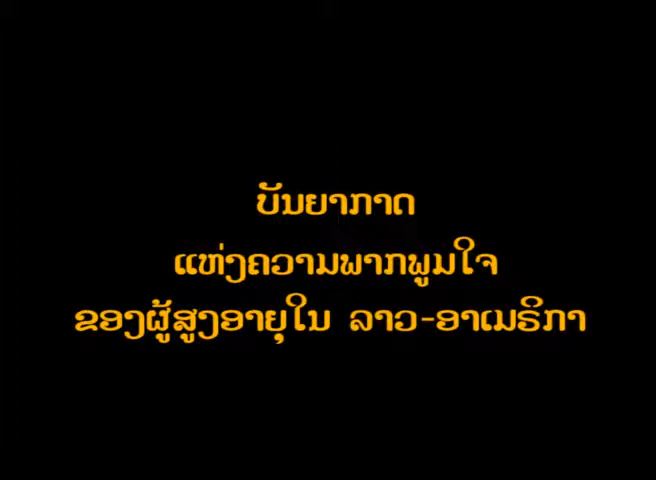 ບັນຍາກາດ
ແຫ່ງຄວາມພາກພູມໃຈ
ຂອງຜູ້ສູງອາຍຸໃນ ລາວ-ອາເມຣິກາ